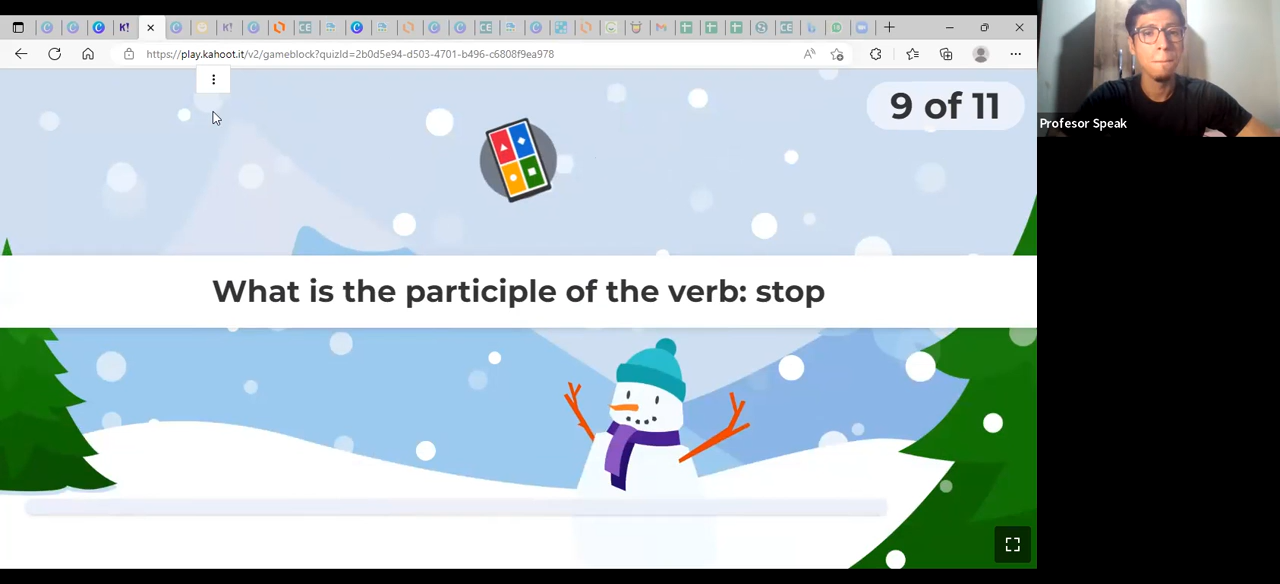 https://play.kahoot.it/v2/gameblock?quizId=2b0d5e94-d503-4701-b496-c6808f9ea978
9 of 11
Profesor Speak
What is the participle of the verb: stop